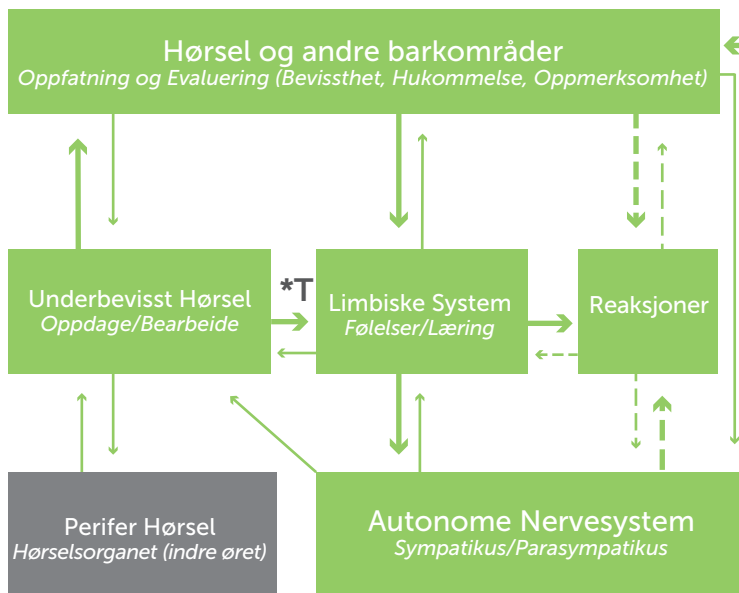 Hørsel og andre barkområder
Oppfatning og Evaluering (Bevissthet, Hukommelse, Oppmerksomhet)
Underbevisst Hørsel
Oppdage/Bearbeide
*T
Limbiske System
Følelser/Læring
Reaksjoner
Perifer Hørsel
Hørselsorganet (indre øret)
Autonome Nervesystem
Sympatikus/Parasympatikus